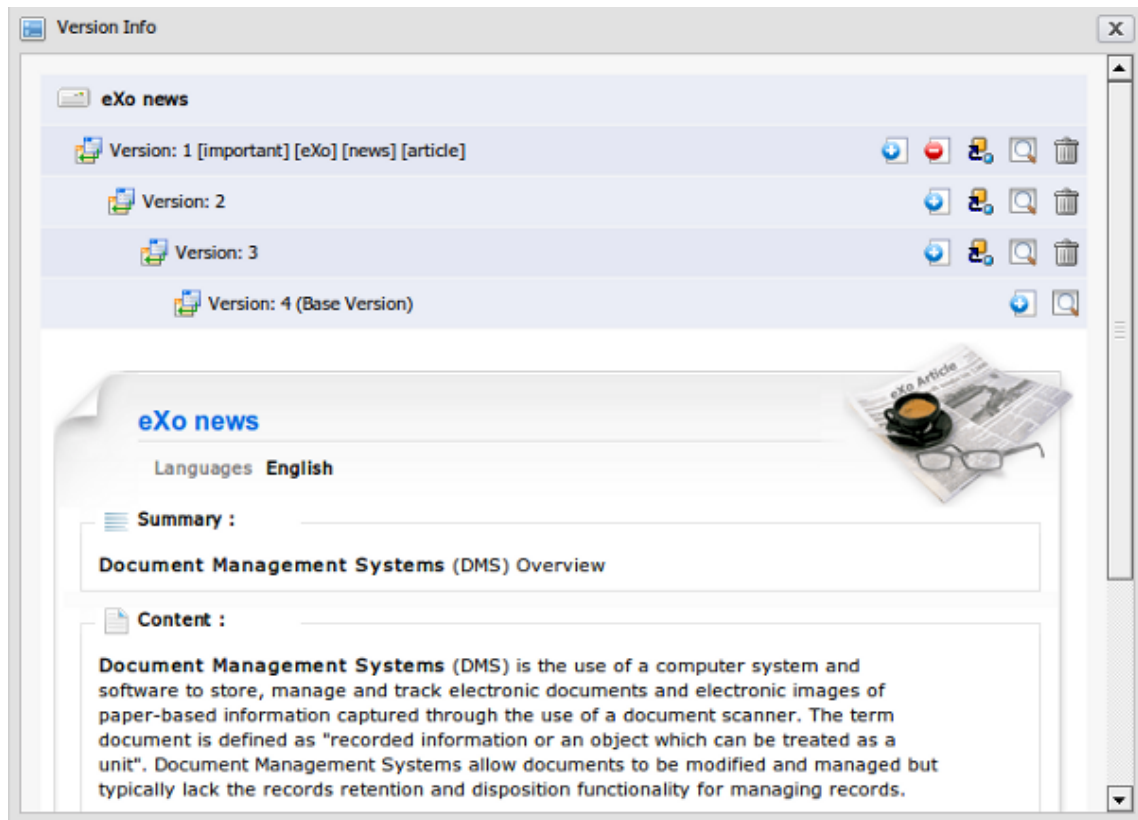 Version Info
eXo news
Version: 1 [important] [eXo] [news] [article]
Version: 2
Version: 3
Version: 4 (Base Version)
eXo Article
eXo news
Languages English
Summary :
Document Management Systems (DMS) Overview
Content :
Document Management Systems (DMS) is the use of a computer system and
software to store, manage and track electronic documents and electronic images of
paper-based information captured through the use of a document scanner. The term
document is defined as "recorded information or an object which can be treated as a
unit". Document Management Systems allow documents to be modified and managed but
typically lack the records retention and disposition functionality for managing records.